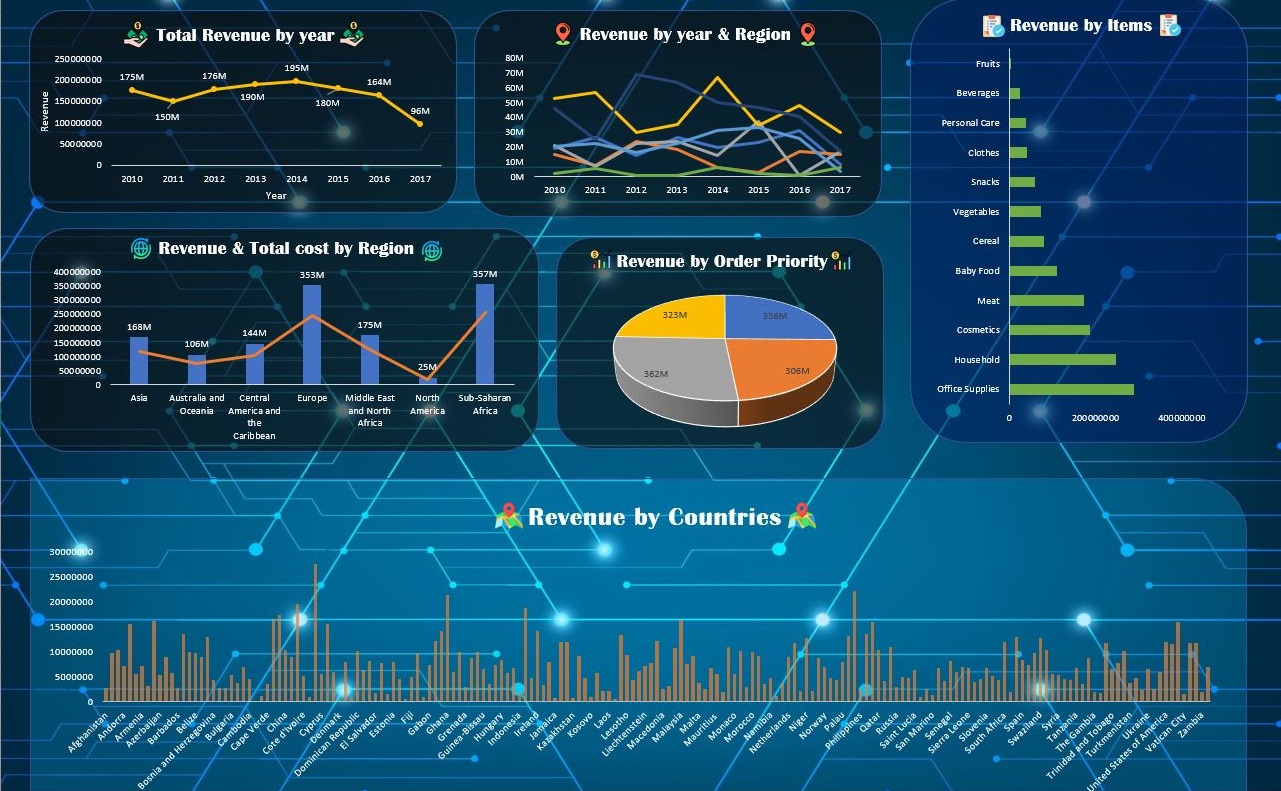 Total Revenue by year
250000000
200000000
150000000
100000000
50000000
0
Revenue
175M
150M
176M
190M
195M
180M
164M
96M
2010 2011 2012 2013 2014 2015 2016 2017
Year
Revenue by year & Region
80M
70M
60M
50M
40M
30M
20M
10M
0M
2010 2011 2012 2013 2014 2015 2016 2017
Revenue by Items
Fruits
Beverages
Personal Care
Clothes
Snacks
Vegetables
Cereal
Baby Food
Meat
Cosmetics
Household
Office Supplies
0 200000000 400000000
Revenue & Total cost by Region
400000000
350000000
300000000
250000000
200000000
150000000
100000000
50000000
0
168M
106M
144M
353M
175M
25M
357M
Asia
Australia and
Oceania
Central
America and
the
Caribbean
Europe
Middle East
and North
Africa
North
America
Sub-Saharan
Africa
Revenue by Order Priority
323M
336M
362M
306M
Revenue by Countries
30000000
25000000
20000000
15000000
10000000
5000000
0
Afghanistan
Andorra
Armenia
Azerbaijan
Barbados
Belize
Bosnia and Herzegovina
Bulgaria
Cambodia
Cape Verde
China
Cote d'Ivoire
Cyprus
Denmark
Dominican Republic
El Salvador
Estonia
Fiji
Gabon
Ghana
Grenada
Guinea-Bissau
Hungary
Indonesia
Ireland
Jamaica
Kazakhstan
Kosovo
Laos
Lesotho
Liechtenstein
Macedonia
Malaysia
Malta
Mauritius
Monaco
Morocco
Namibia
Netherlands
Niger
Norway
Palau
Philippines
Qatar
Russia
Saint Lucia
San Marino
Senegal
Sierra Leone
Slovenia
South Africa
Spain
Swaziland
Syria
Tanzania
The Gambia
Trinidad and Tobago
Turkmenistan
Ukraine
United States of America
Vatican City
Zambia